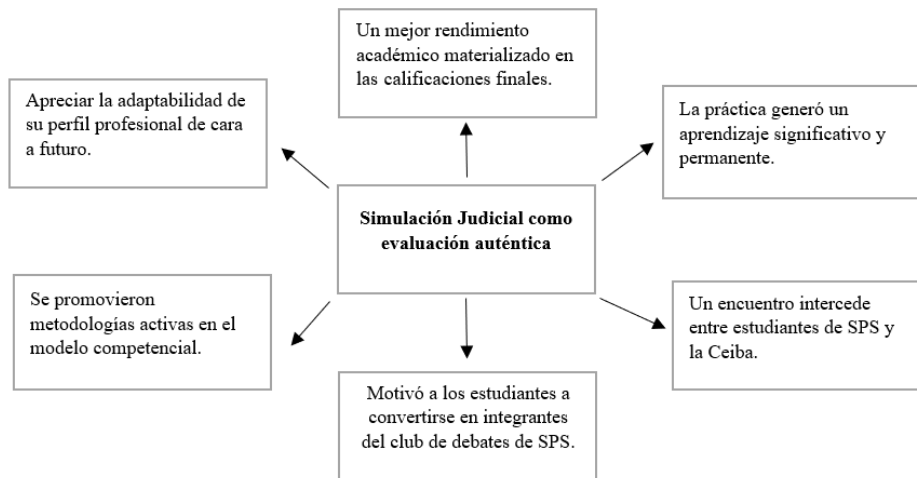 Un mejor rendimiento
académico materializado en
las calificaciones finales.
Apreciar la adaptabilidad de
su perfil profesional de cara
a futuro.
La práctica generó un
aprendizaje significativo y
permanente.
Simulación Judicial como
evaluación auténtica
Se promovieron
metodologías activas en el
modelo competencial.
Un encuentro intercede
entre estudiantes de SPS y
la Ceiba.
Motivó a los estudiantes a
convertirse en integrantes
del club de debates de SPS.